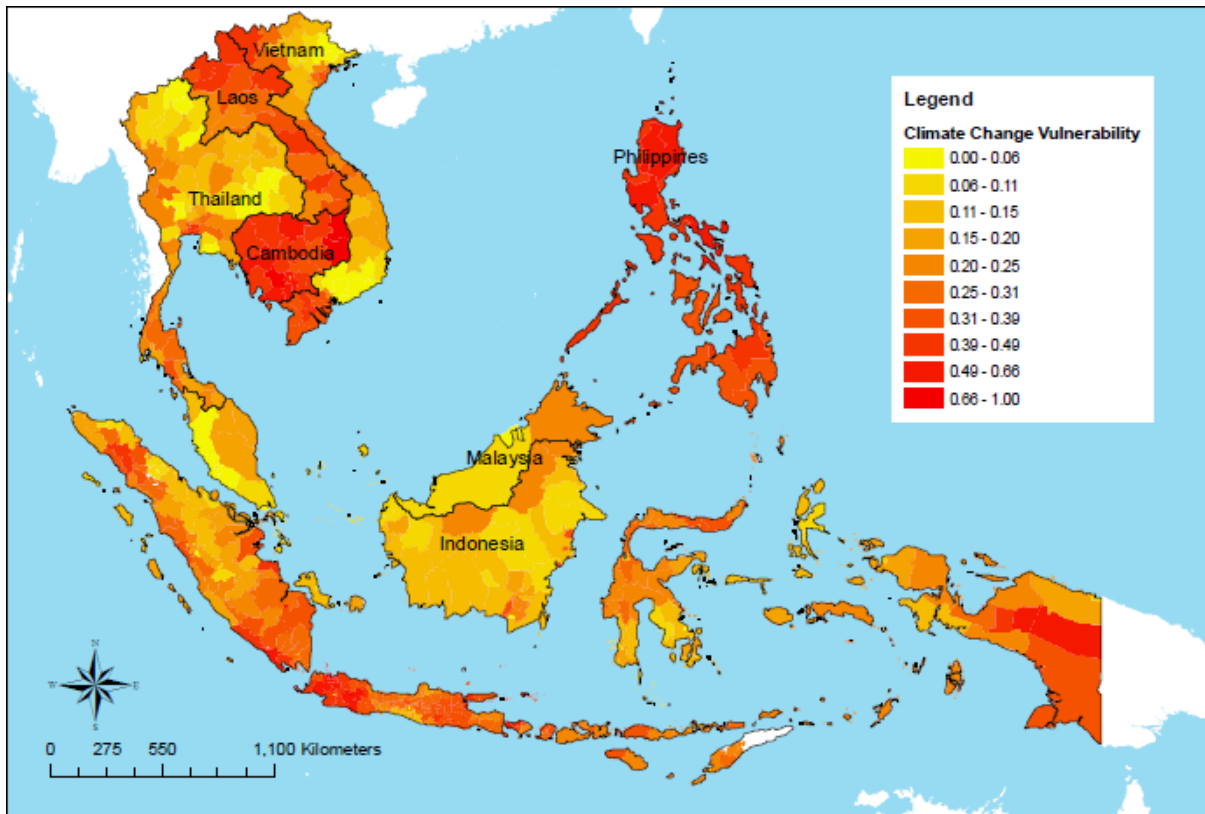 Vietnam
Laos
Philippines
Thailand
Cambodia
Malaysia
Indonesia
Legend
Climate Change Vulnerability
0.00 - 0.06
0.06 - 0.11
0.11 - 0.15
0.15 - 0.20
0.20 - 0.25
0.25 - 0.31
0.31 - 0.39
0.39 - 0.49
0.49 - 0.66
0.66 - 1.00
N
W E
S
0 275 550 1,100 Kilometers